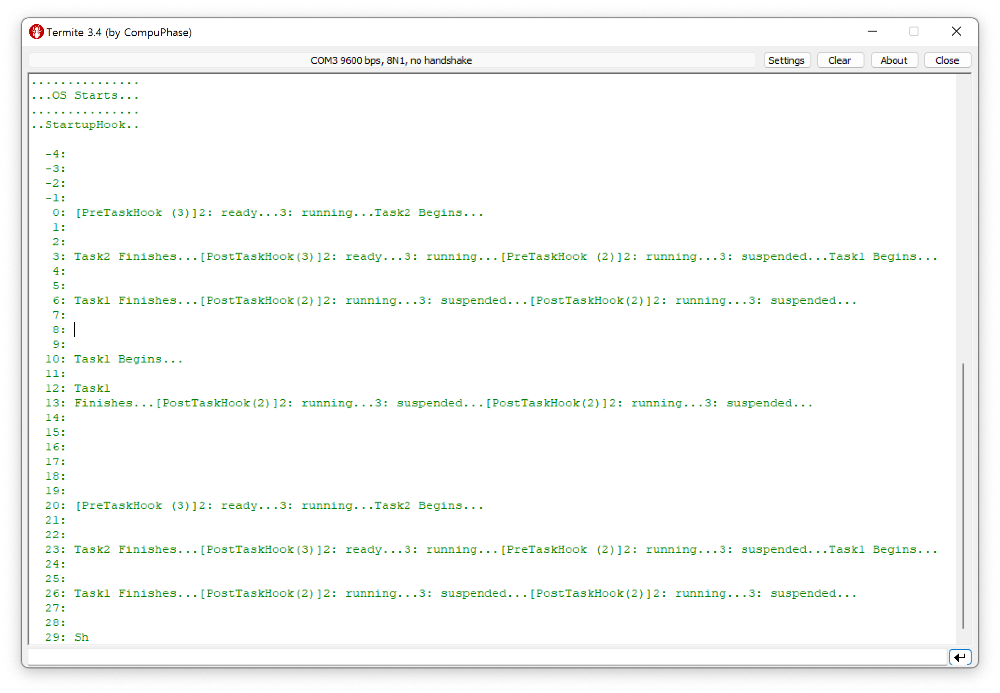 Termite 3.4 (by CompuPhase)
COM3 9600 bps, 8N1, no handshake
Settings
Clear
About
Close
...............
...OS Starts...
...............
..StartupHook..
-4:
-3:
-2:
-1:
0: [PreTaskHook (3)]2: ready...3: running...Task2 Begins...
1:
2:
3: Task2 Finishes...[PostTaskHook(3)]2: ready...3: running...[PreTaskHook (2)]2: running...3: suspended...Task1 Begins...
4:
5:
6: Task1 Finishes...[PostTaskHook(2)]2: running...3: suspended...[PostTaskHook(2)]2: running...3: suspended...
7:
8:
9:
10: Task1 Begins...
11:
12: Task1
13: Finishes...[PostTaskHook(2)]2: running...3: suspended...[PostTaskHook(2)]2: running...3: suspended...
14:
15:
16:
17:
18:
19:
20: [PreTaskHook (3)]2: ready...3: running...Task2 Begins...
21:
22:
23: Task2 Finishes...[PostTaskHook(3)]2: ready...3: running...[PreTaskHook (2)]2: running...3: suspended...Task1 Begins...
24:
25:
26: Task1 Finishes...[PostTaskHook(2)]2: running...3: suspended...[PostTaskHook(2)]2: running...3: suspended...
27:
28:
29: Sh